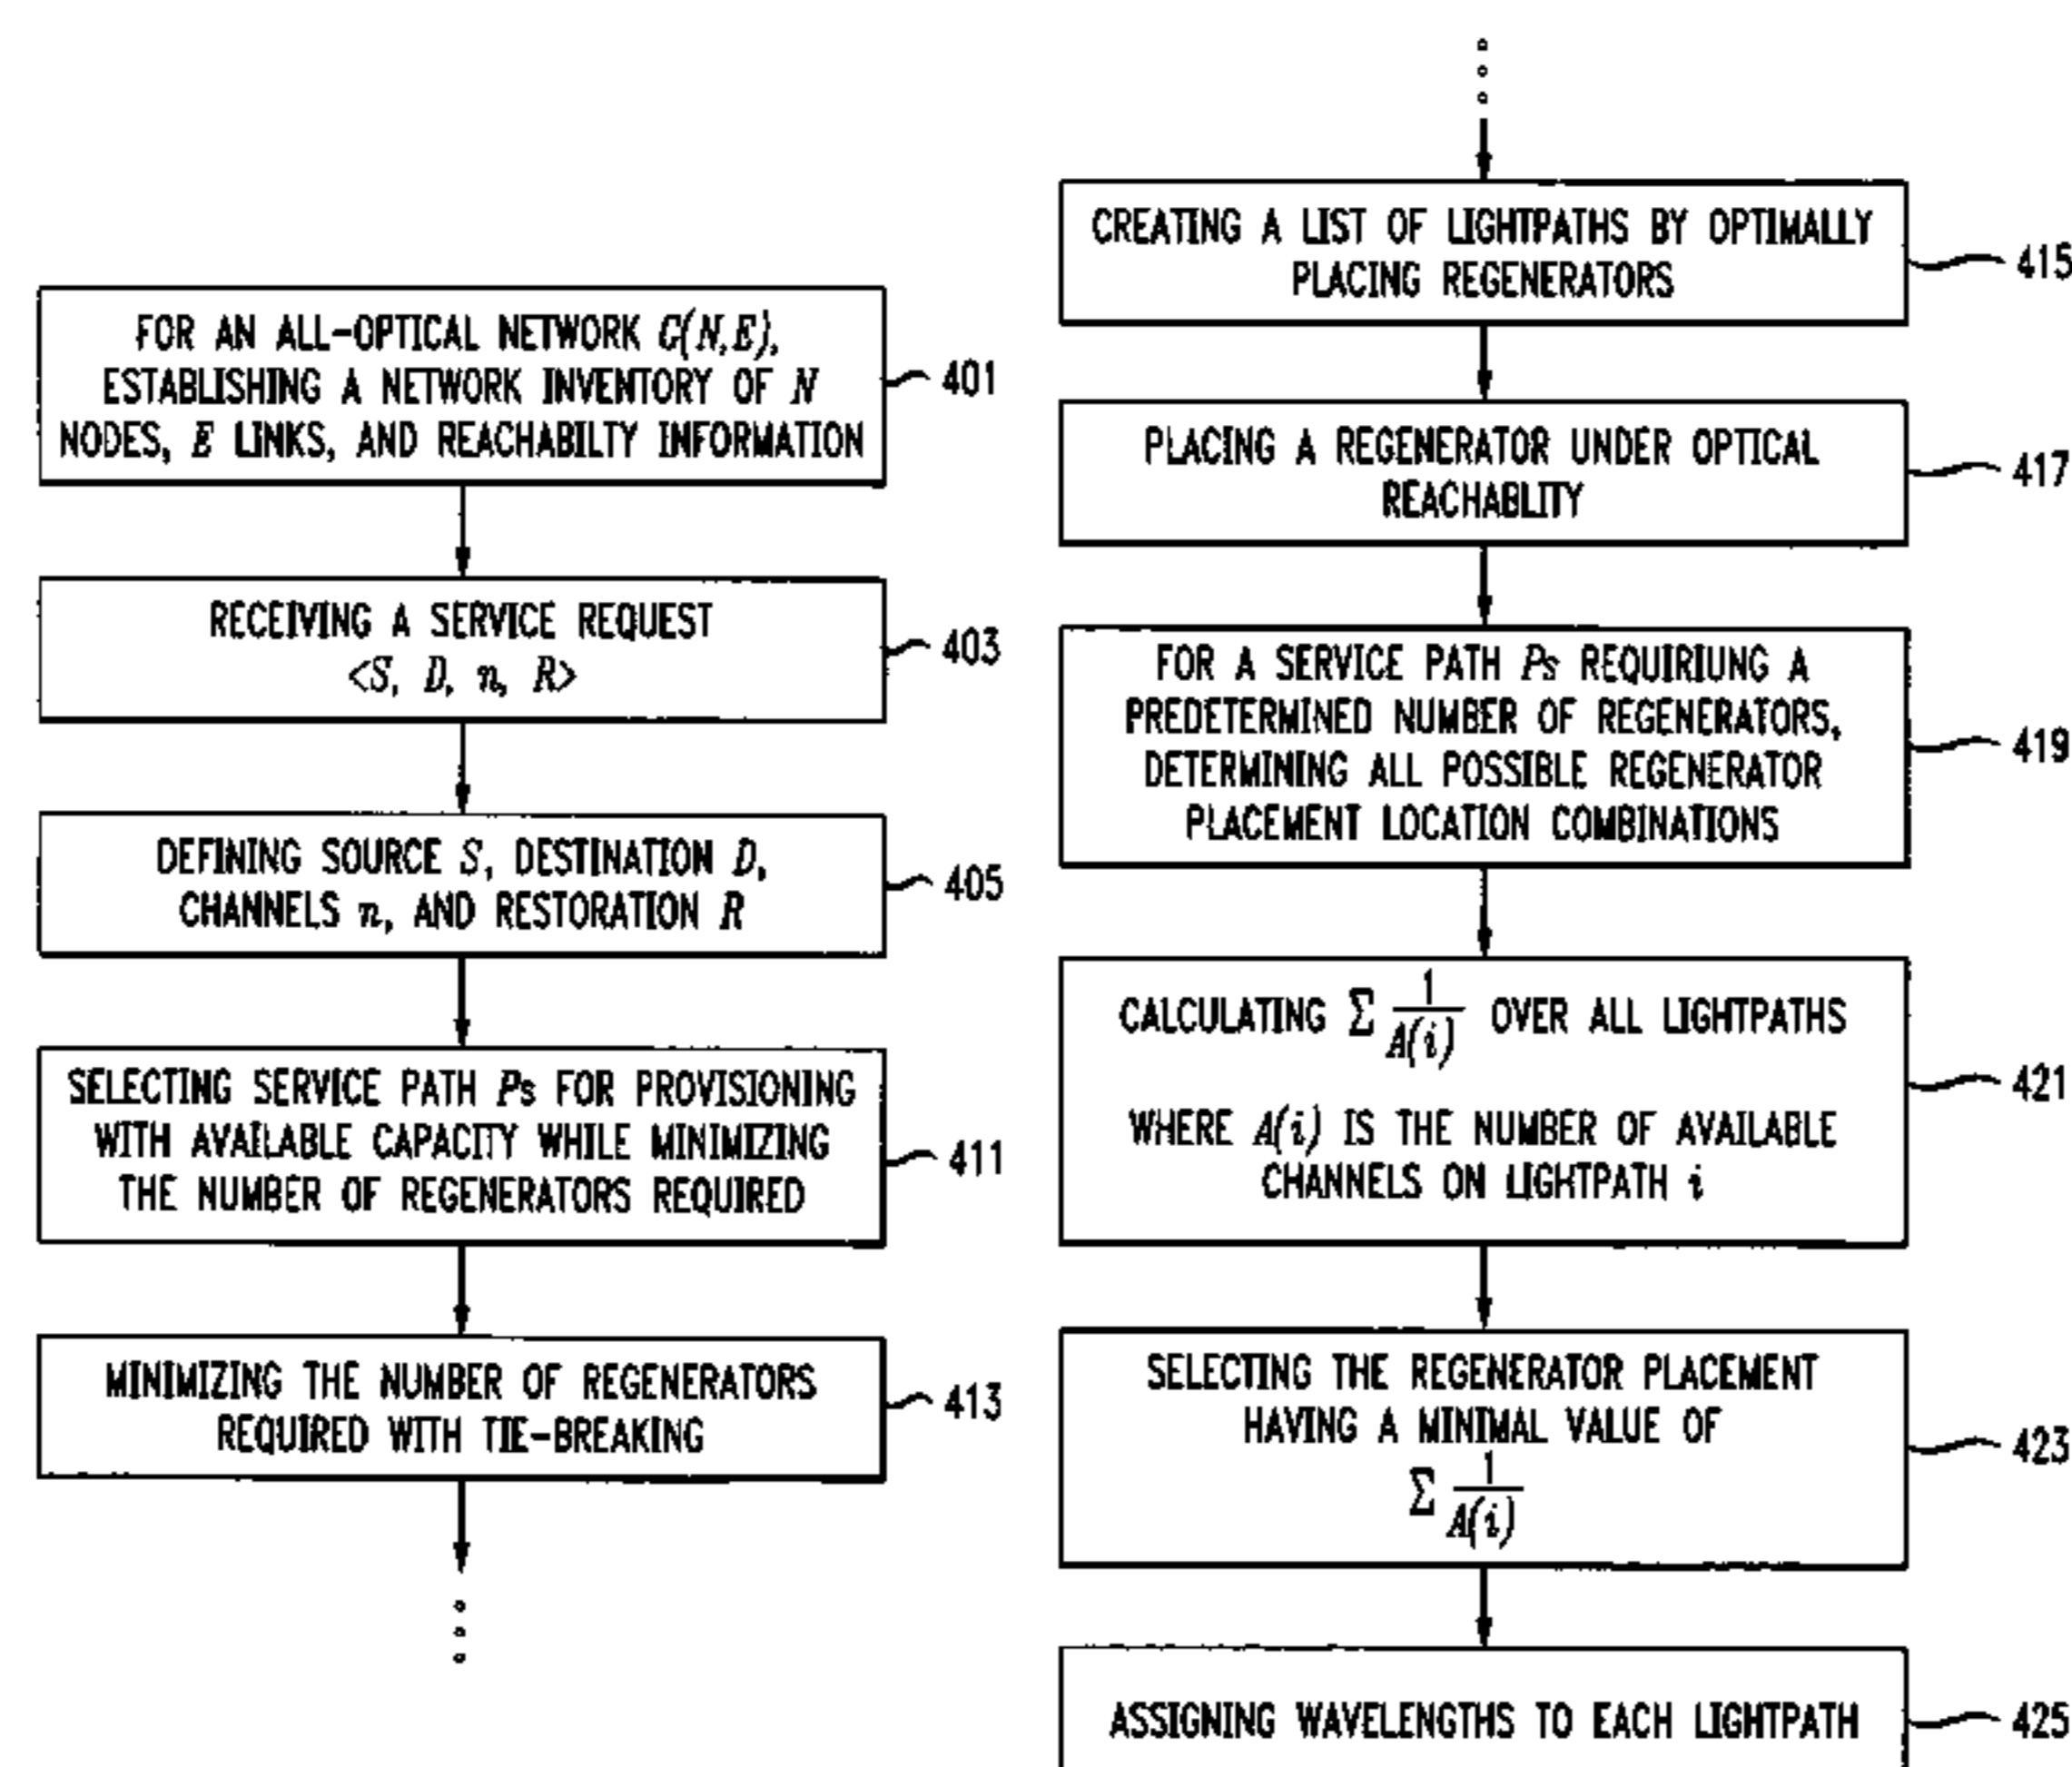 FOR AN ALL-OPTICAL NETWORK G(N,E),
ESTABLISHING A NETWORK INVENTORY OF N
NODES, E LINKS, AND REACHABILTY INFORMATION
401
RECEIVING A SERVICE REQUEST
<S, D, n, R>
403
DEFINING SOURCE S, DESTINATION D,
CHANNELS n, AND RESTORATION R
405
SELECTING SERVICE PATH Ps FOR PROVISIONING
WITH AVAILABLE CAPACITY WHILE MINIMIZING
THE NUMBER OF REGENERATORS REQUIRED
411
MINIMIZING THE NUMBER OF REGENERATORS
REQUIRED WITH TIE-BREAKING
413
CREATING A LIST OF LIGHTPATHS BY OPTIMALLY
PLACING REGENERATORS
415
PLACING A REGENERATOR UNDER OPTICAL
REACHABLITY
417
FOR A SERVICE PATH Ps REQUIRIUNG A
PREDETERMINED NUMBER OF REGENERATORS,
DETERMINING ALL POSSIBLE REGENERATOR
PLACEMENT LOCATION COMBINATIONS
419
CALCULATING Σ 1/A(i) OVER ALL LIGHTPATHS
WHERE A(i) IS THE NUMBER OF AVAILABLE
CHANNELS ON LIGHTPATH i
421
SELECTING THE REGENERATOR PLACEMENT
HAVING A MINIMAL VALUE OF
Σ 1/A(i)
423
ASSIGNING WAVELENGTHS TO EACH LIGHTPATH
425